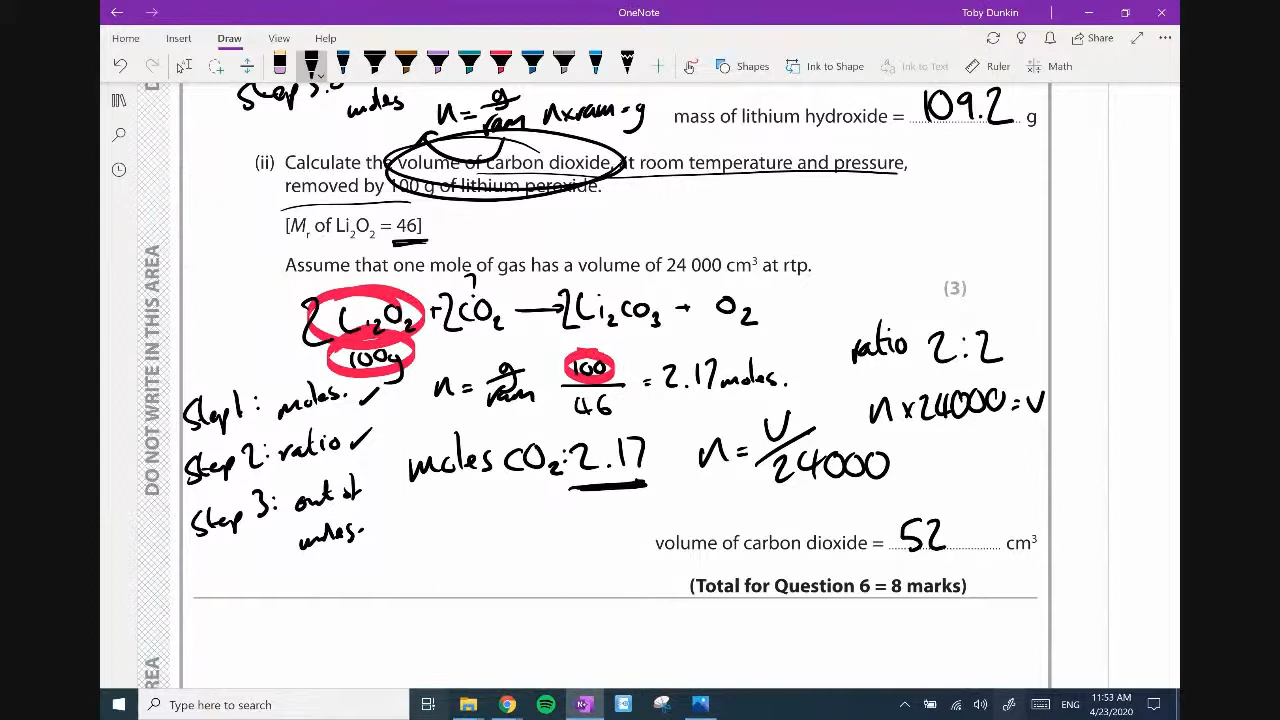 OneNote
Toby Dunkin
Home Insert Draw View Help
Share
Shapes Ink to Shape Ink to Text Ruler Math
Step 3:
moles
n = g/ram n x ram = g
mass of lithium hydroxide = 109.2 g
(ii) Calculate the volume of carbon dioxide, at room temperature and pressure,
removed by 100 g of lithium peroxide.
[Mr of Li2O2 = 46]
Assume that one mole of gas has a volume of 24 000 cm³ at rtp.
?
(3)
2Li2O2 + 2CO2 → 2Li2CO3 + O2
100g
ratio 2:2
n = g/ram 100/46 = 2.17 moles.
n x 24000 = V
Step 1: moles. ✓
Step 2: ratio ✓
moles CO2: 2.17 n = V/24000
Step 3: out of
moles.
volume of carbon dioxide = 52 cm³
(Total for Question 6 = 8 marks)
DO NOT WRITE IN THIS AREA
EA
Type here to search
ENG
11:53 AM
4/23/2020